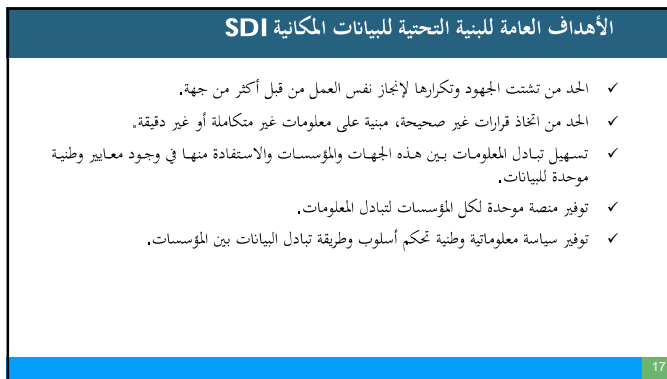 الأهداف العامة للبنية التحتية للبيانات المكانية SDI
✓ الحد من تشتت الجهود وتكرارها لإنجاز نفس العمل من قبل أكثر من جهة.
✓ الحد من اتخاذ قرارات غير صحيحة، مبنية على معلومات غير متكاملة أو غير دقيقة.
✓ تسهيل تبادل المعلومات بين هذه الجهات والمؤسسات والاستفادة منها في وجود معايير وطنية
موحدة للبيانات.
✓ توفير منصة موحدة لكل المؤسسات لتبادل المعلومات.
✓ توفير سياسة معلوماتية وطنية تحكم أسلوب وطريقة تبادل البيانات بين المؤسسات.
17